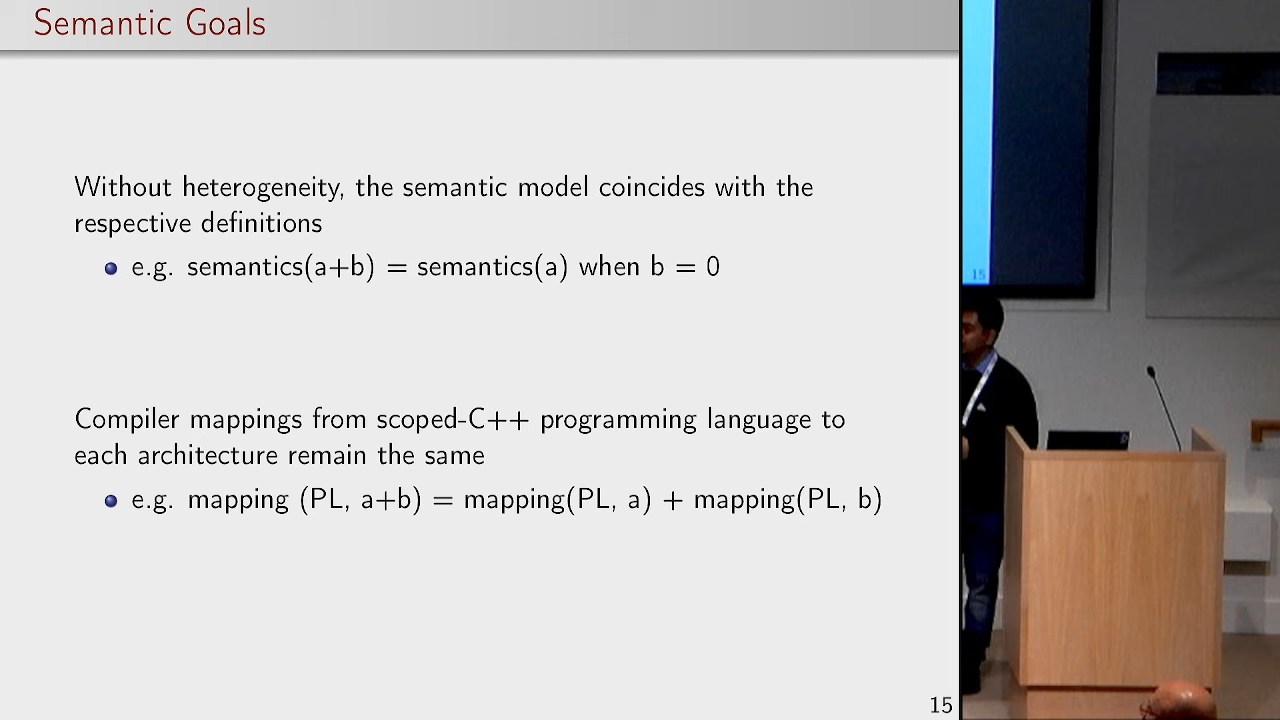 Semantic Goals
Without heterogeneity, the semantic model coincides with the
respective definitions
e.g. semantics(a+b) = semantics(a) when b = 0
Compiler mappings from scoped-C++ programming language to
each architecture remain the same
e.g. mapping (PL, a+b) = mapping(PL, a) + mapping(PL, b)
15
15